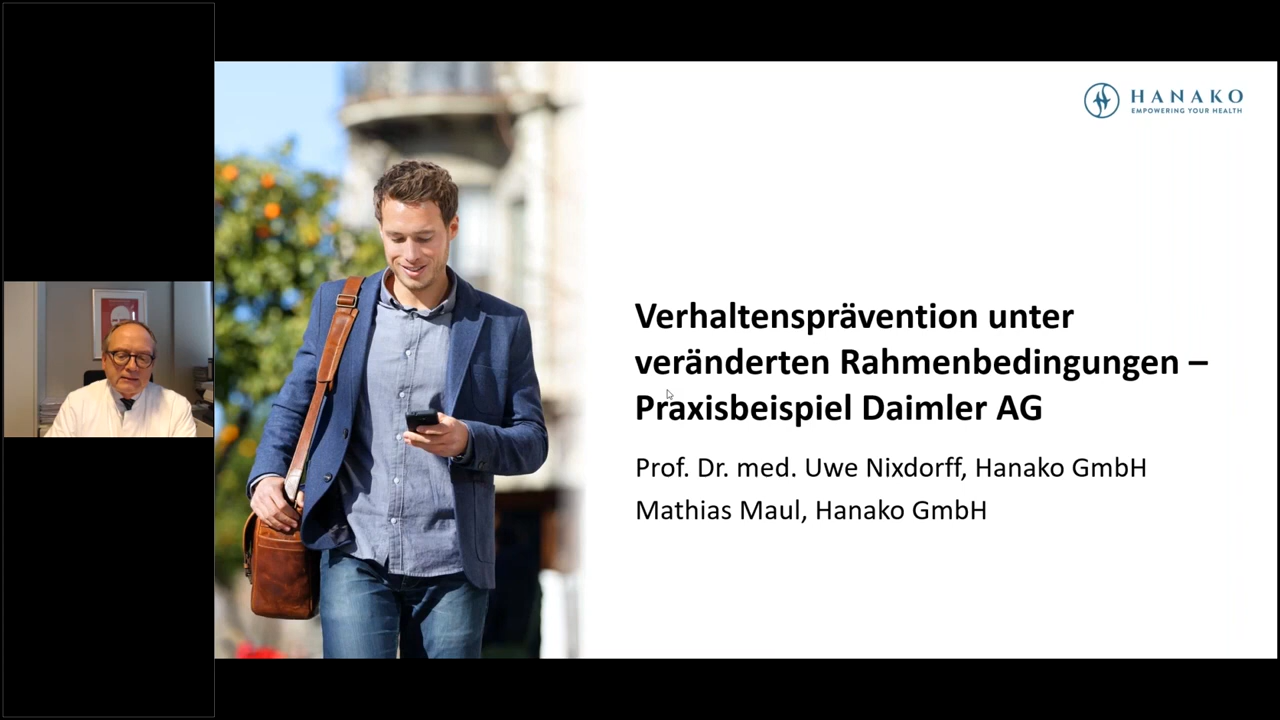 HANAKO
EMPOWERING YOUR HEALTH
Verhaltensprävention unter
veränderten Rahmenbedingungen –
Praxisbeispiel Daimler AG
Prof. Dr. med. Uwe Nixdorff, Hanako GmbH
Mathias Maul, Hanako GmbH